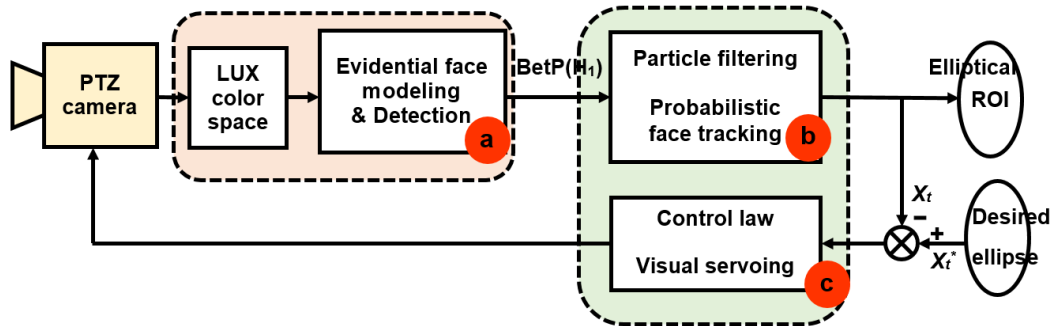 PTZ
camera
LUX
color
space
Evidential face
modeling
& Detection
a
BetP(H₁)
Particle filtering
Probabilistic
face tracking
b
Elliptical
ROI
Xₜ
−
+
Xₜ*
Desired
ellipse
Control law
Visual servoing
c